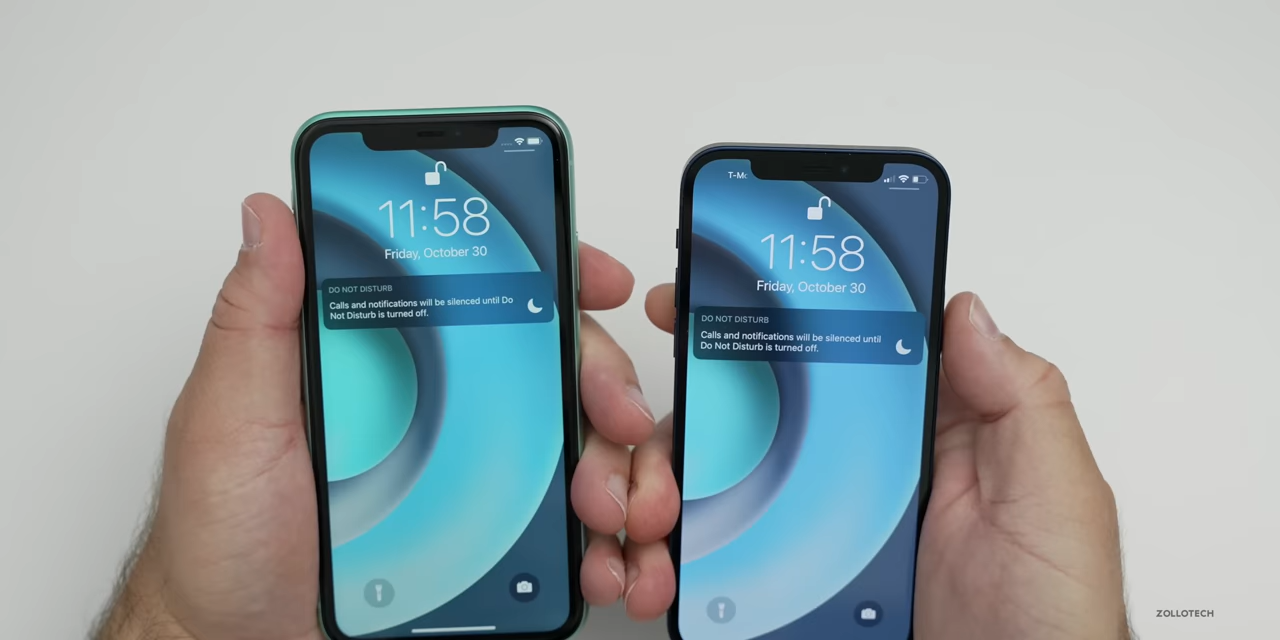 11:58
Friday, October 30
DO NOT DISTURB
Calls and notifications will be silenced until Do
Not Disturb is turned off.
T-Mo
11:58
Friday, October 30
DO NOT DISTURB
Calls and notifications will be silenced until
Do Not Disturb is turned off.
ZOLLOTECH